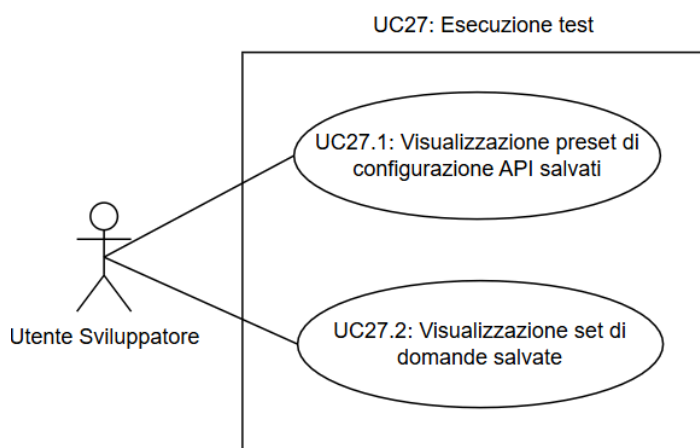 UC27: Esecuzione test
UC27.1: Visualizzazione preset di
configurazione API salvati
Utente Sviluppatore
UC27.2: Visualizzazione set di
domande salvate